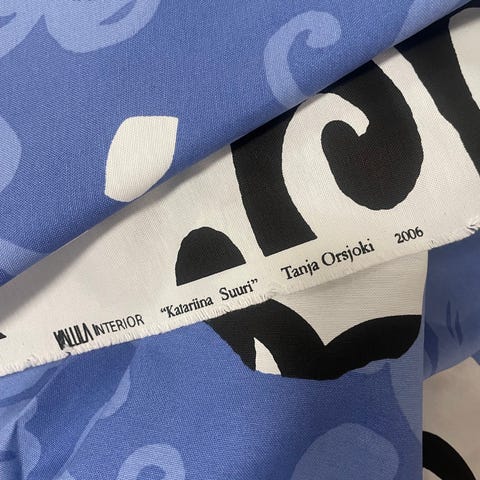 VALLILA INTERIOR "Katariina Suuri" Tanja Orsjoki 2006